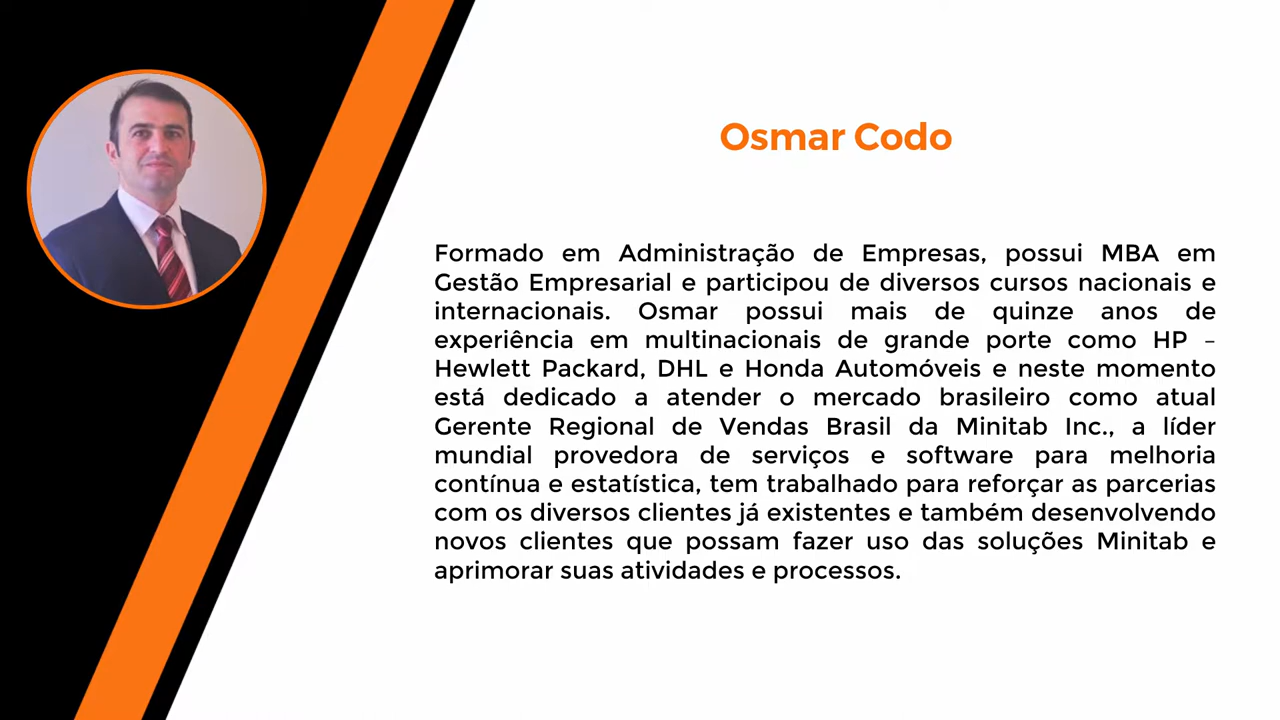 Osmar Codo
Formado em Administração de Empresas, possui MBA em
Gestão Empresarial e participou de diversos cursos nacionais e
internacionais. Osmar possui mais de quinze anos de
experiência em multinacionais de grande porte como HP –
Hewlett Packard, DHL e Honda Automóveis e neste momento
está dedicado a atender o mercado brasileiro como atual
Gerente Regional de Vendas Brasil da Minitab Inc., a líder
mundial provedora de serviços e software para melhoria
contínua e estatística, tem trabalhado para reforçar as parcerias
com os diversos clientes já existentes e também desenvolvendo
novos clientes que possam fazer uso das soluções Minitab e
aprimorar suas atividades e processos.